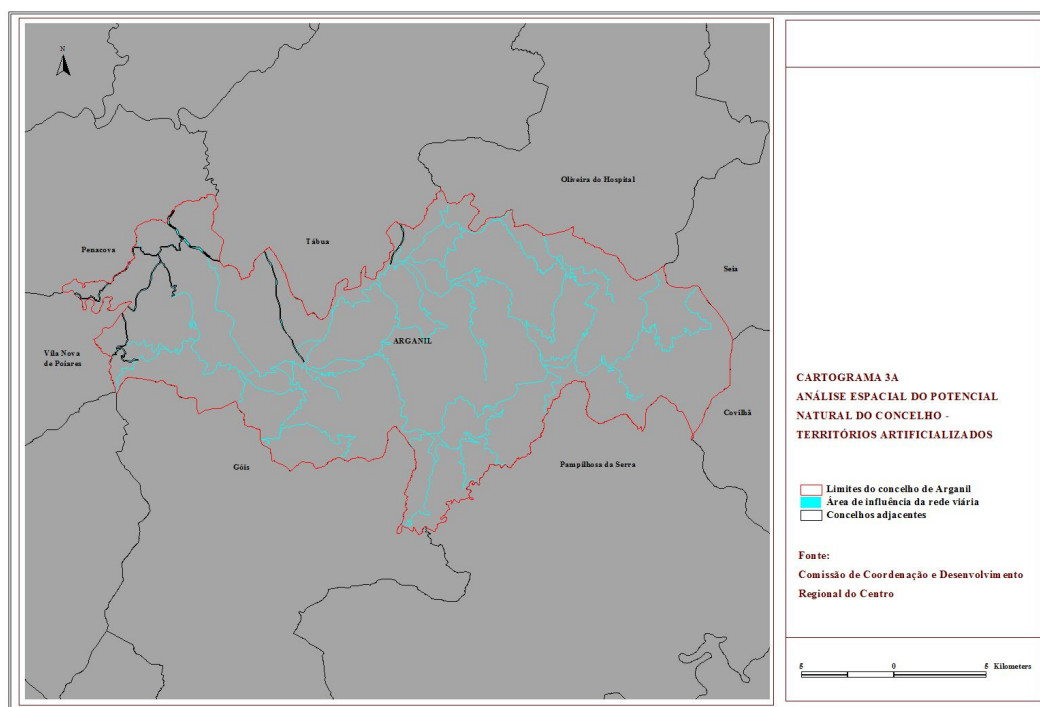 N
Oliveira do Hospital
Penacova
Tábua
Seia
ARGANIL
Vila Nova
de Poiares
Covilhã
Góis
Pampilhosa da Serra
CARTOGRAMA 3A
ANÁLISE ESPACIAL DO POTENCIAL
NATURAL DO CONCELHO -
TERRITÓRIOS ARTIFICIALIZADOS
Limites do concelho de Arganil
Área de influência da rede viária
Concelhos adjacentes
Fonte:
Comissão de Coordenação e Desenvolvimento
Regional do Centro
5 0 5 Kilometers